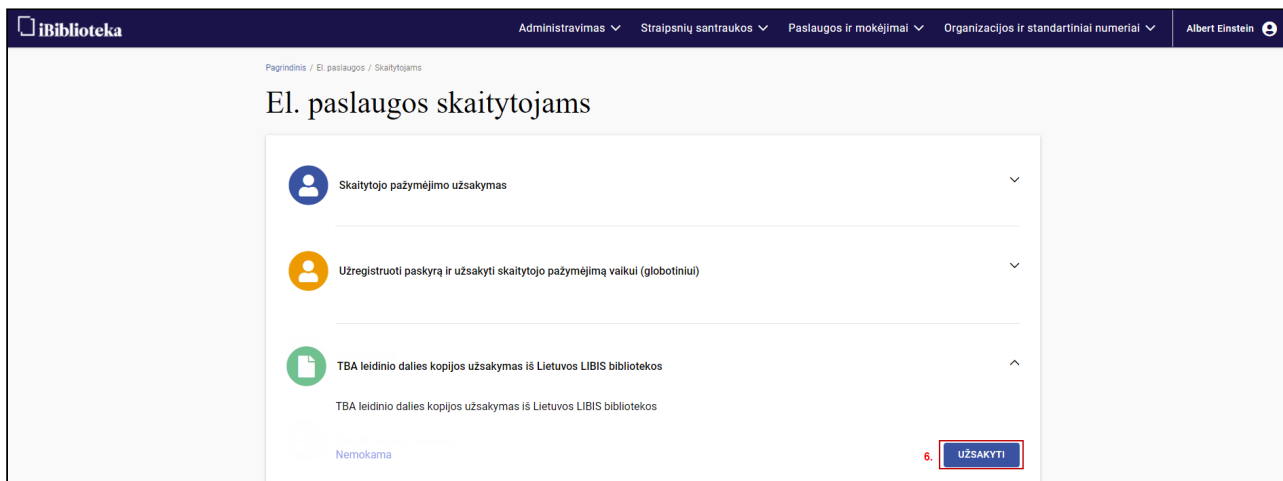 iBiblioteka
Administravimas Straipsnių santraukos Paslaugos ir mokėjimai Organizacijos ir standartiniai numeriai Albert Einstein
Pagrindinis / El. paslaugos / Skaitytojams
El. paslaugos skaitytojams
Skaitytojo pažymėjimo užsakymas
Užregistruoti paskyrą ir užsakyti skaitytojo pažymėjimą vaikui (globotiniui)
TBA leidinio dalies kopijos užsakymas iš Lietuvos LIBIS bibliotekos
TBA leidinio dalies kopijos užsakymas iš Lietuvos LIBIS bibliotekos
Nemokama 6. UŽSAKYTI